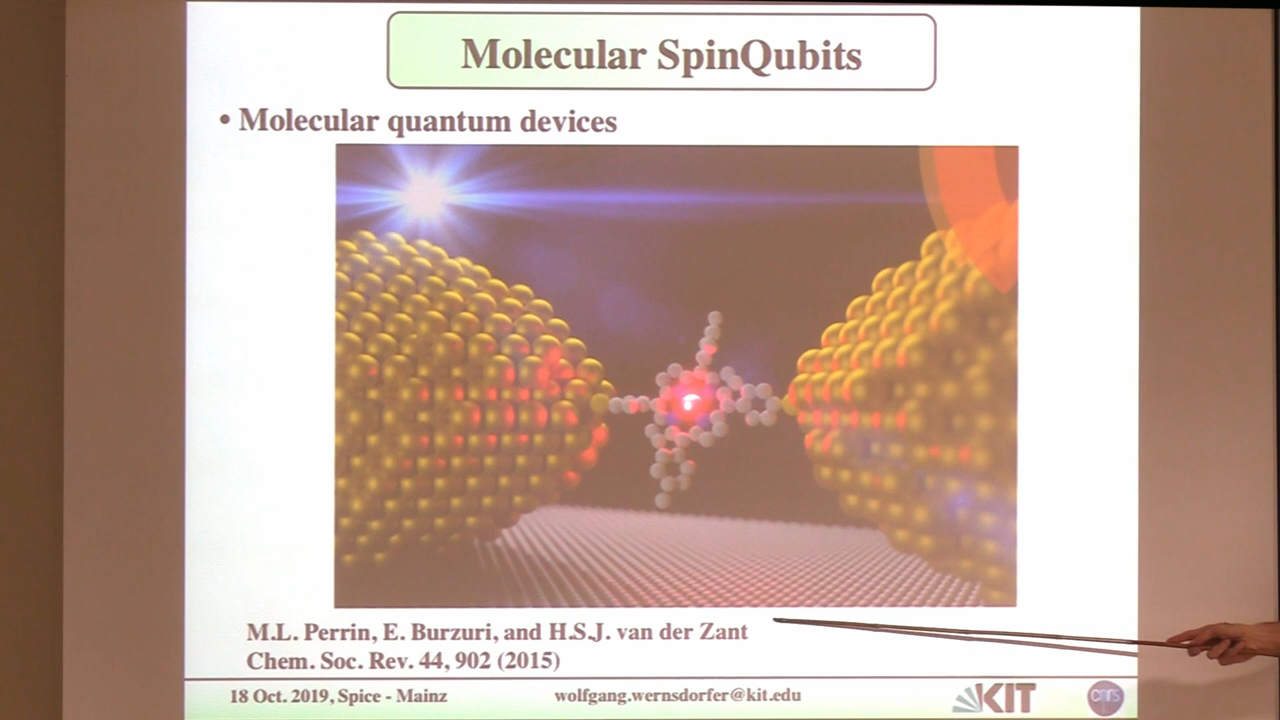 Molecular SpinQubits
• Molecular quantum devices
M.L. Perrin, E. Burzuri, and H.S.J. van der Zant
Chem. Soc. Rev. 44, 902 (2015)
18 Oct. 2019, Spice - Mainz wolfgang.wernsdorfer@kit.edu KIT cnrs